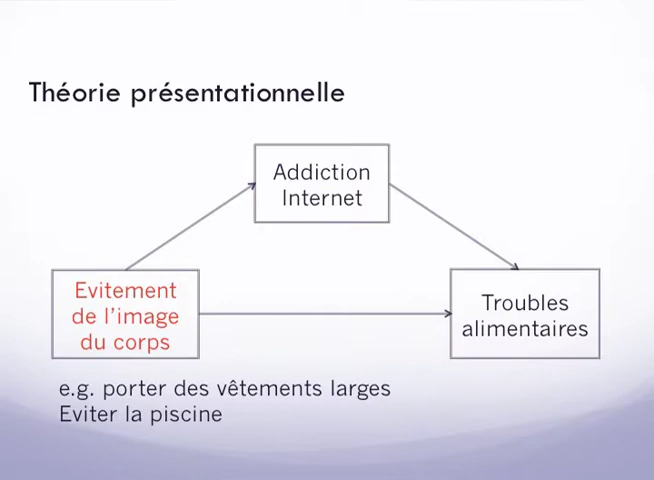 Théorie présentationnelle
Addiction
Internet
Evitement
de l'image
du corps
Troubles
alimentaires
e.g. porter des vêtements larges
Eviter la piscine